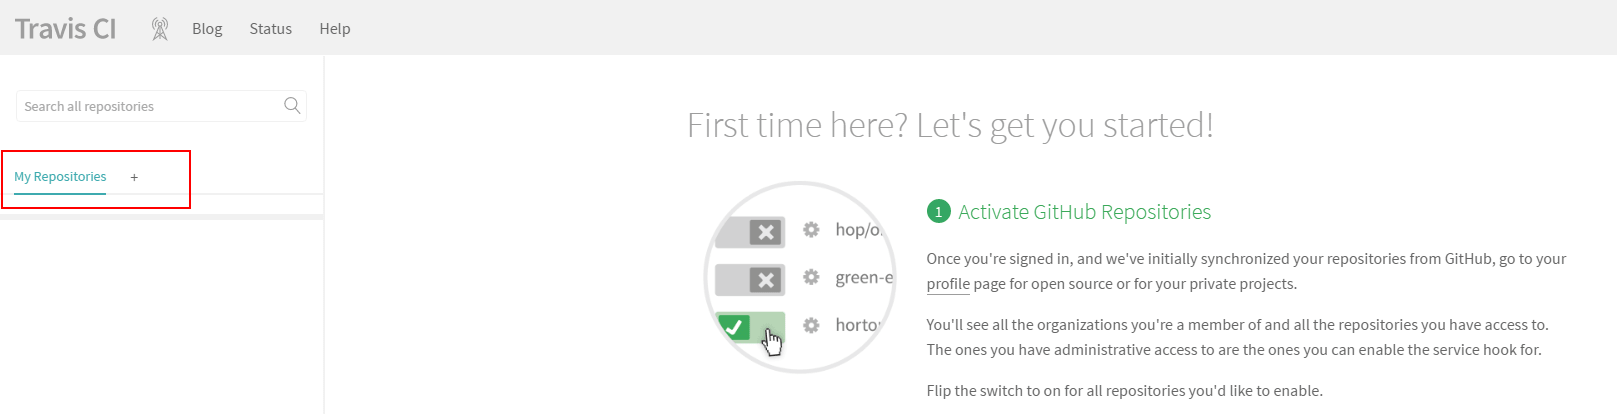 Travis CI Blog Status Help
Search all repositories
My Repositories +
First time here? Let's get you started!
hop/o
green-e
horto
1 Activate GitHub Repositories
Once you're signed in, and we've initially synchronized your repositories from GitHub, go to your
profile page for open source or for your private projects.
You'll see all the organizations you're a member of and all the repositories you have access to.
The ones you have administrative access to are the ones you can enable the service hook for.
Flip the switch to on for all repositories you'd like to enable.